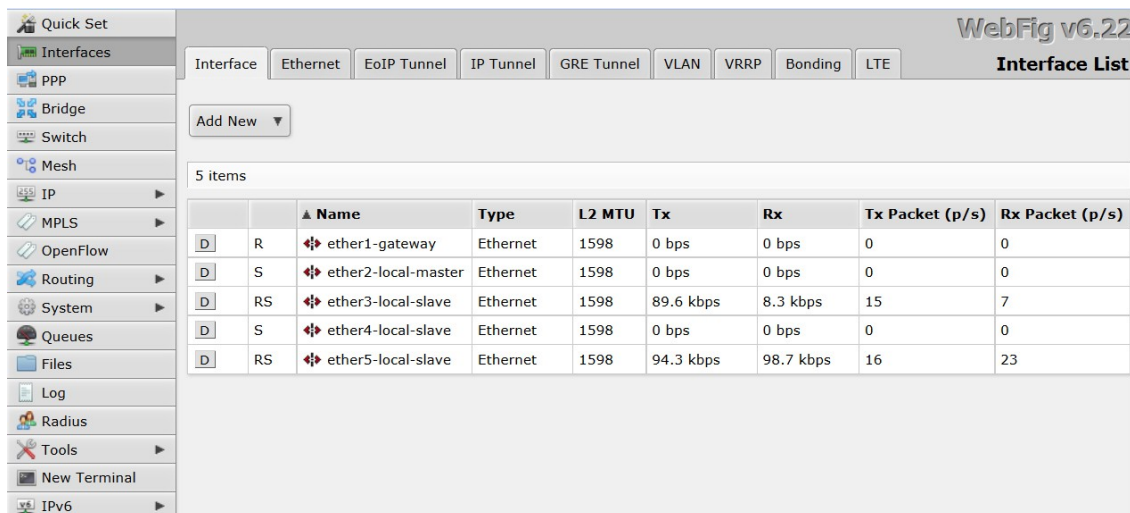 Quick Set
Interfaces
PPP
Bridge
Switch
Mesh
IP
MPLS
OpenFlow
Routing
System
Queues
Files
Log
Radius
Tools
New Terminal
IPv6
WebFig v6.22
Interface Ethernet EoIP Tunnel IP Tunnel GRE Tunnel VLAN VRRP Bonding LTE Interface List
Add New ▼
5 items
▲ Name Type L2 MTU Tx Rx Tx Packet (p/s) Rx Packet (p/s)
D R ether1-gateway Ethernet 1598 0 bps 0 bps 0 0
D S ether2-local-master Ethernet 1598 0 bps 0 bps 0 0
D RS ether3-local-slave Ethernet 1598 89.6 kbps 8.3 kbps 15 7
D S ether4-local-slave Ethernet 1598 0 bps 0 bps 0 0
D RS ether5-local-slave Ethernet 1598 94.3 kbps 98.7 kbps 16 23